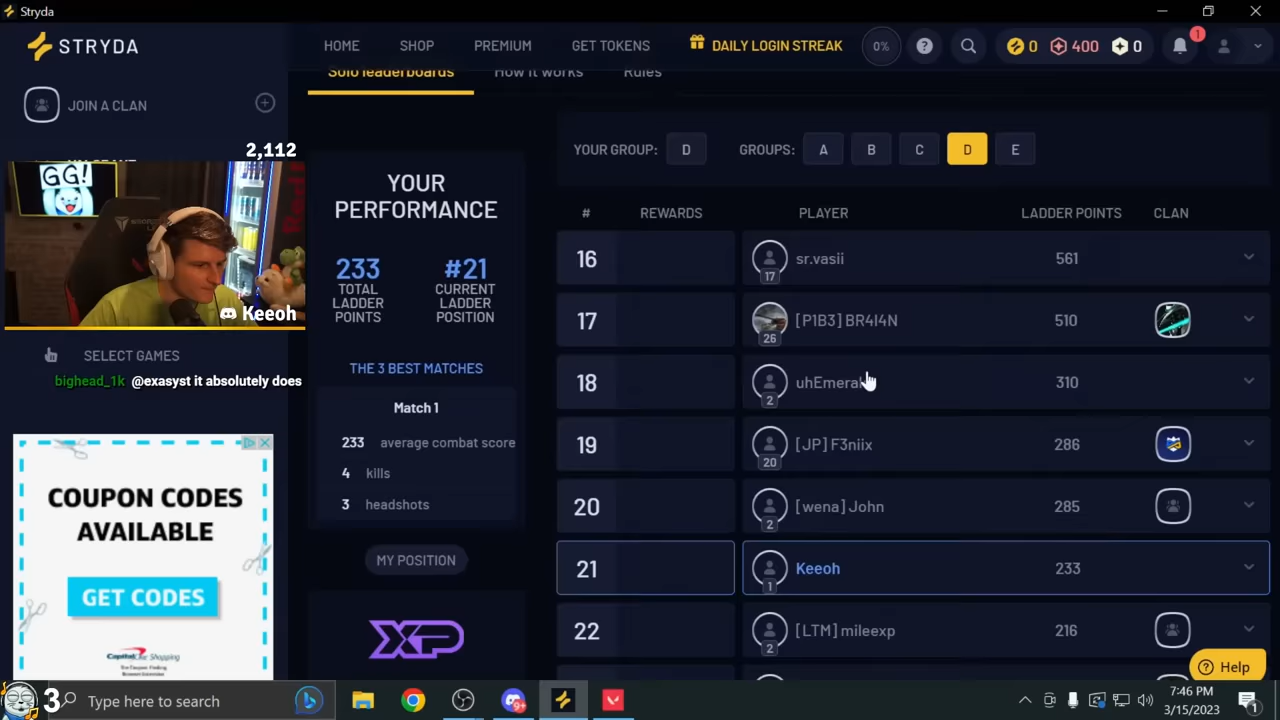 Stryda
STRYDA
HOME
SHOP
PREMIUM
GET TOKENS
DAILY LOGIN STREAK
0%
0
400
0
1
JOIN A CLAN
2,112
GG!
Keeoh
SELECT GAMES
bighead_1k @exasyst it absolutely does
COUPON CODES
AVAILABLE
GET CODES
Solo leaderboards
How it works
Rules
YOUR
PERFORMANCE
233
TOTAL
LADDER
POINTS
#21
CURRENT
LADDER
POSITION
THE 3 BEST MATCHES
Match 1
233 average combat score
4 kills
3 headshots
MY POSITION
XP
YOUR GROUP: D
GROUPS: A B C D E
# REWARDS PLAYER LADDER POINTS CLAN
16 17 sr.vasii 561
17 26 [P1B3] BR4I4N 510
18 2 310
19 20 [JP] F3niix 286
20 2 [wena] John 285
21 1 Keeoh 233
22 2 [LTM] mileexp 216
Help
3
Type here to search
7:46 PM
3/15/2023
1